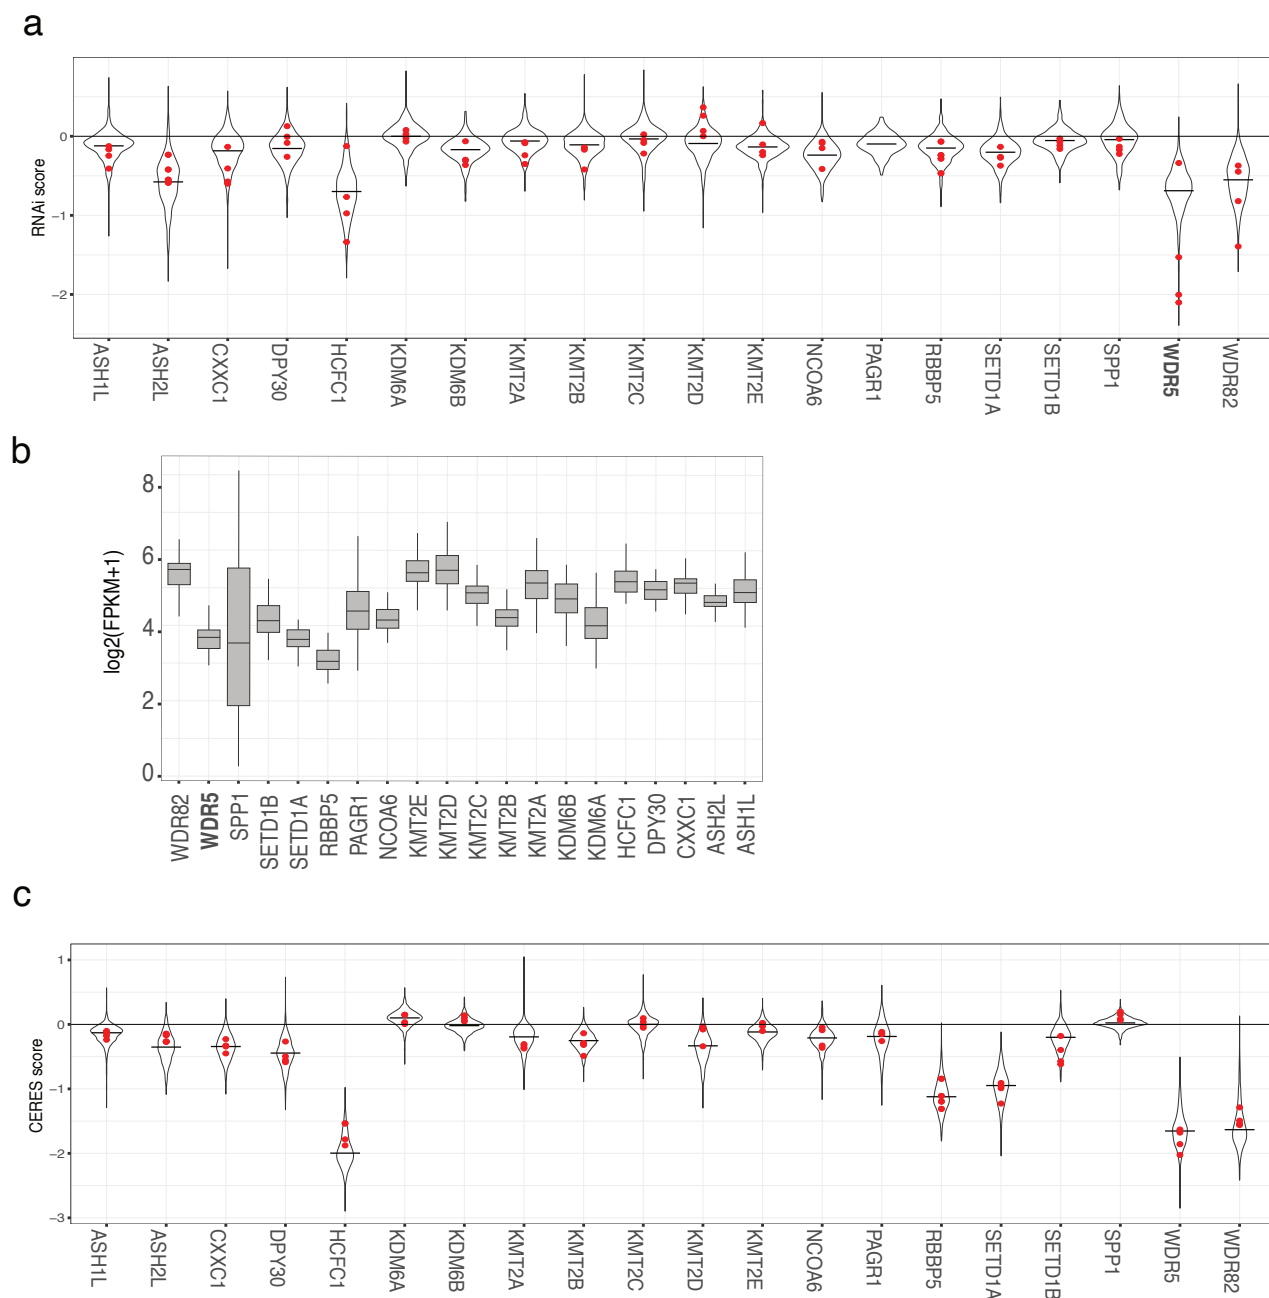 a
RNAi score
0
−1
−2
ASH1L
ASH2L
CXXC1
DPY30
HCFC1
KDM6A
KDM6B
KMT2A
KMT2B
KMT2C
KMT2D
KMT2E
NCOA6
PAGR1
RBBP5
SETD1A
SETD1B
SPP1
WDR5
WDR82
b
log2(FPKM+1)
8
6
4
2
0
WDR82
WDR5
SPP1
SETD1B
SETD1A
RBBP5
PAGR1
NCOA6
KMT2E
KMT2D
KMT2C
KMT2B
KMT2A
KDM6B
KDM6A
HCFC1
DPY30
CXXC1
ASH2L
ASH1L
c
CERES score
1
0
−1
−2
−3
ASH1L
ASH2L
CXXC1
DPY30
HCFC1
KDM6A
KDM6B
KMT2A
KMT2B
KMT2C
KMT2D
KMT2E
NCOA6
PAGR1
RBBP5
SETD1A
SETD1B
SPP1
WDR5
WDR82